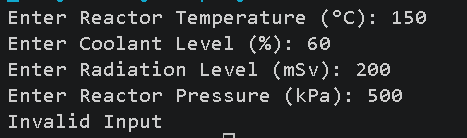 Enter Reactor Temperature (°C): 150
Enter Coolant Level (%): 60
Enter Radiation Level (mSv): 200
Enter Reactor Pressure (kPa): 500
Invalid Input